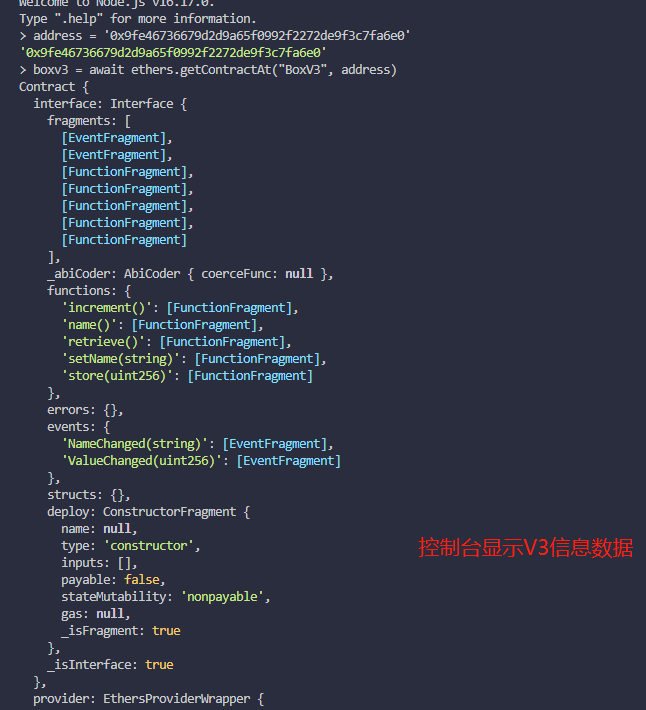 Welcome to Node.js v16.17.0.
Type ".help" for more information.
> address = '0x9fe46736679d2d9a65f0992f2272de9f3c7fa6e0'
'0x9fe46736679d2d9a65f0992f2272de9f3c7fa6e0'
> boxv3 = await ethers.getContractAt("BoxV3", address)
Contract {
  interface: Interface {
    fragments: [
      [EventFragment],
      [EventFragment],
      [FunctionFragment],
      [FunctionFragment],
      [FunctionFragment],
      [FunctionFragment],
      [FunctionFragment]
    ],
    _abiCoder: AbiCoder { coerceFunc: null },
    functions: {
      'increment()': [FunctionFragment],
      'name()': [FunctionFragment],
      'retrieve()': [FunctionFragment],
      'setName(string)': [FunctionFragment],
      'store(uint256)': [FunctionFragment]
    },
    errors: {},
    events: {
      'NameChanged(string)': [EventFragment],
      'ValueChanged(uint256)': [EventFragment]
    },
    structs: {},
    deploy: ConstructorFragment {
      name: null,
      type: 'constructor',
      inputs: [],
      payable: false,
      stateMutability: 'nonpayable',
      gas: null,
      _isFragment: true
    },
    _isInterface: true
  },
  provider: EthersProviderWrapper {
控制台显示V3信息数据